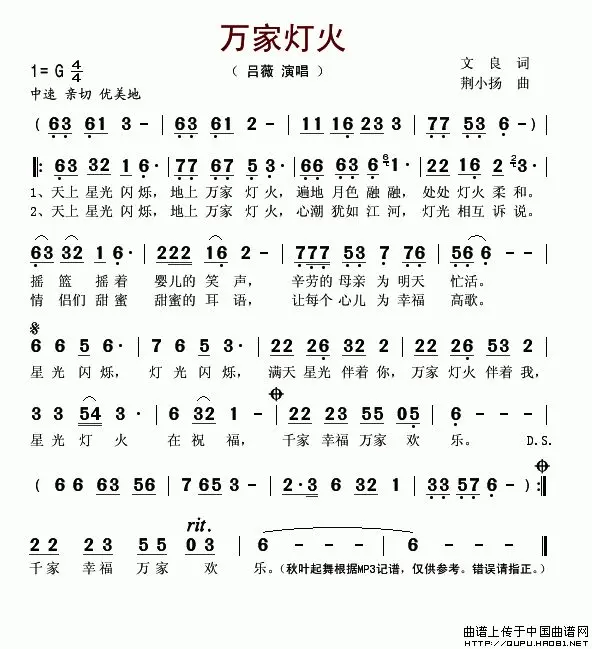 万家灯火
1= G 4/4
（ 吕薇 演唱 ）
文 良 词
荆小扬 曲
中速 亲切 优美地
( 63 61 3 - | 63 61 - - | 11 16 23 3 | 77 53 6 - )
‖: 63 32 1 6· | 77 67 5 3· | 66 63 6 1· | 22 16 2 3· |
1、天上 星光 闪 烁，地上 万家 灯 火，遍地 月色 融 融，处处 灯火 柔 和。
2、天上 星光 闪 烁，地上 万家 灯 火，心潮 犹如 江 河，灯光 相互 诉 说。
63 32 1 6· | 222 16 2 - | 777 53 7 76 | 56 6 - - |
摇 篮 摇 着 婴儿的 笑 声， 辛劳的 母亲 为 明天 忙活。
情 侣们 甜 蜜 甜蜜的 耳 语， 让每个 心儿 为 幸福 高歌。
6 6 5 6· | 7 6 5 3· | 22 26 32 2 | 22 26 53 3 |
星 光 闪 烁， 灯 光 闪 烁， 满天 星光 伴着 你， 万家 灯火 伴着 我，
3 3 54 3 | 6 32 1 - | 22 23 55 05 | 6 - - - |
星 光 灯 火 在 祝 福， 千家 幸福 万家 欢 乐。 D.S.
( 6 6 63 56 | 765 3 - | 2·3 6 32 1 | 33 57 6 - ) :‖
rit.
22 23 55 03 | 6 - - - | 6 - - - ‖
千家 幸福 万家 欢 乐。（秋叶起舞根据MP3记谱，仅供参考。错误请指正。）
曲谱上传于中国曲谱网
http://QUPU.HAO81.NET